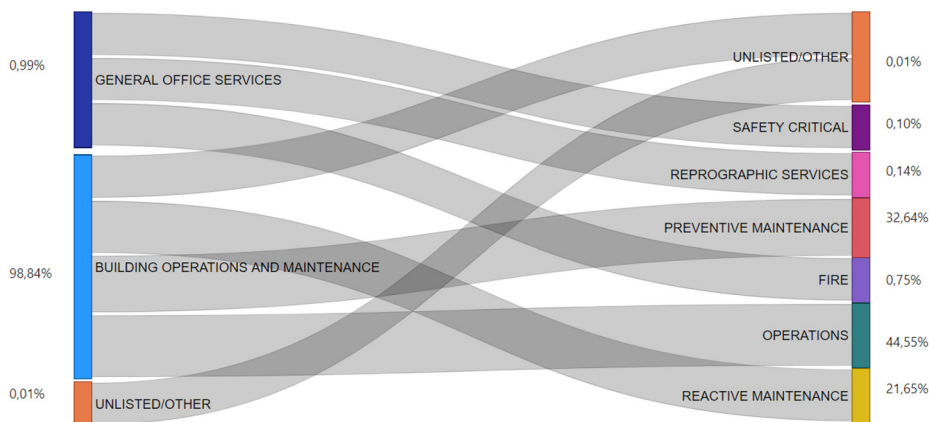 0,99%
GENERAL OFFICE SERVICES
98,84%
BUILDING OPERATIONS AND MAINTENANCE
0,01%
UNLISTED/OTHER
UNLISTED/OTHER
0,01%
SAFETY CRITICAL
0,10%
REPROGRAPHIC SERVICES
0,14%
PREVENTIVE MAINTENANCE
32,64%
FIRE
0,75%
OPERATIONS
44,55%
REACTIVE MAINTENANCE
21,65%